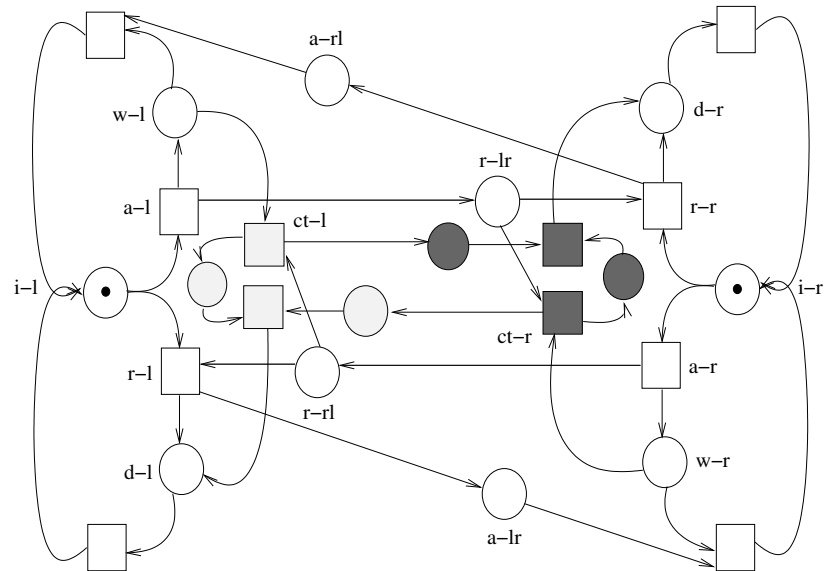 a-rl
w-l
d-r
r-lr
a-l
r-r
ct-l
i-l
i-r
ct-r
r-l
a-r
r-rl
d-l
w-r
a-lr